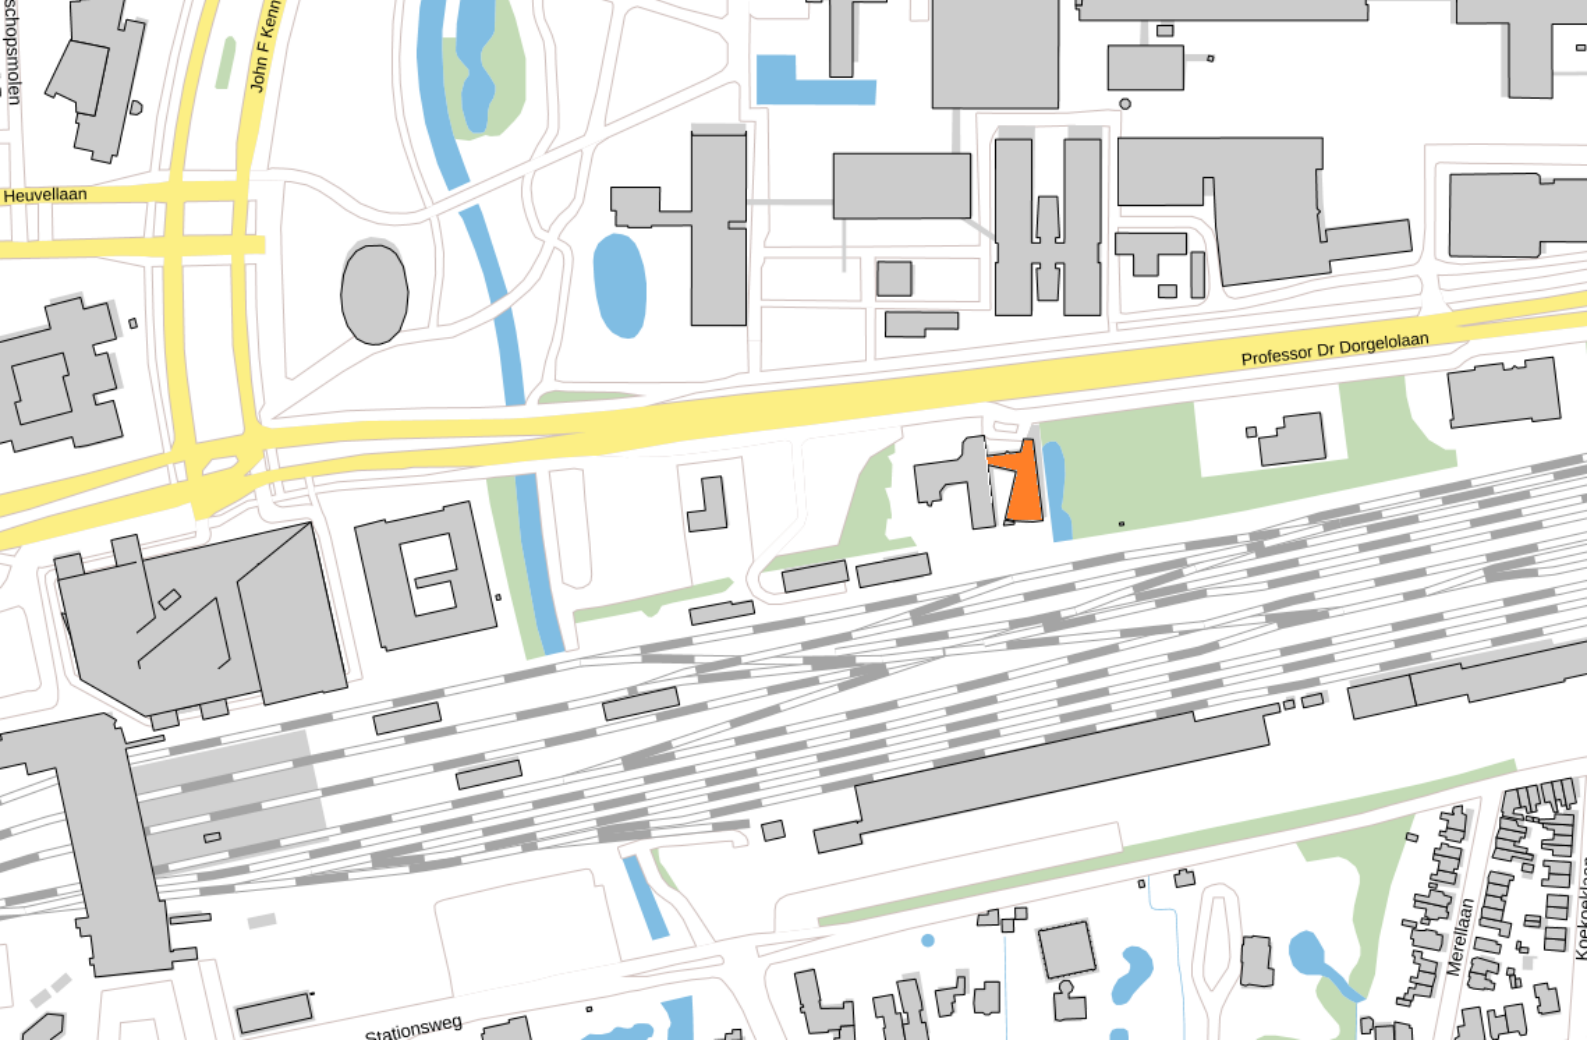 schopsmolen
John F Kenn
Heuvellaan
Professor Dr Dorgelolaan
Merellaan
Koekoeklaan
Stationsweg